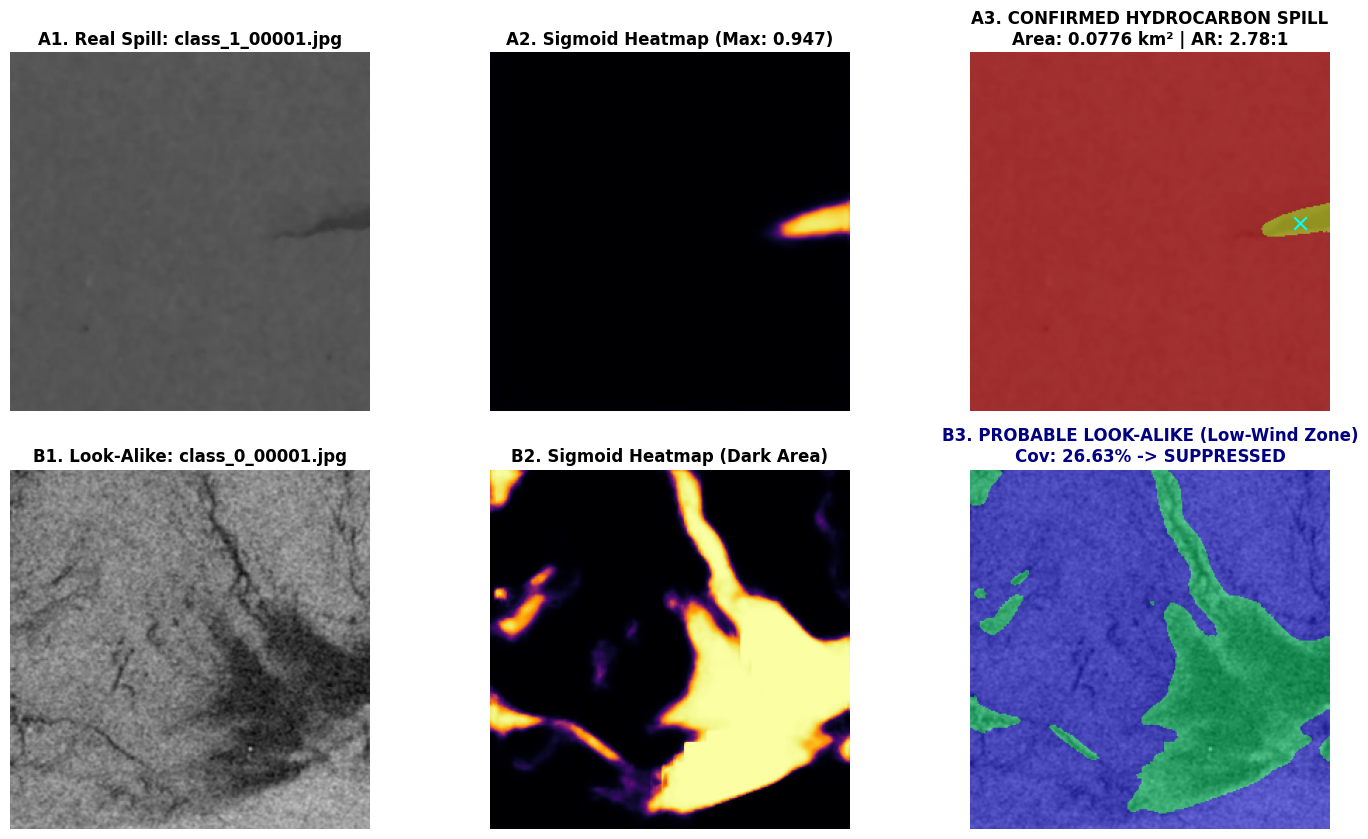 A1. Real Spill: class_1_00001.jpg
A2. Sigmoid Heatmap (Max: 0.947)
A3. CONFIRMED HYDROCARBON SPILL
Area: 0.0776 km² | AR: 2.78:1
B1. Look-Alike: class_0_00001.jpg
B2. Sigmoid Heatmap (Dark Area)
B3. PROBABLE LOOK-ALIKE (Low-Wind Zone)
Cov: 26.63% -> SUPPRESSED